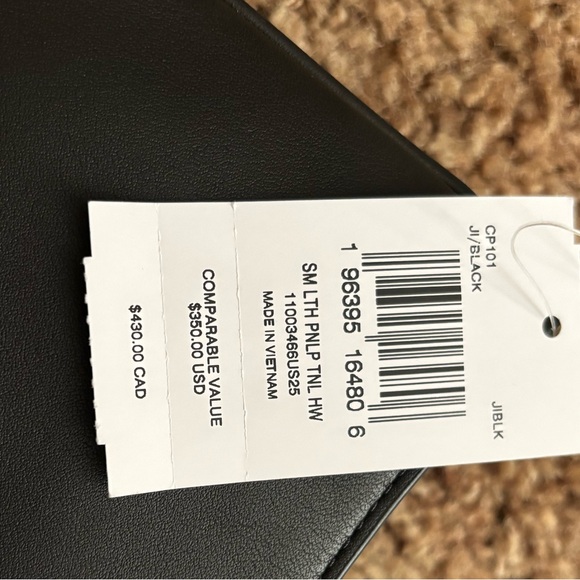 CP101
JI/BLACK
JIBLK
1 96395 16480 6
SM LTH PNLP TNL HW
11003466US25
MADE IN VIETNAM
COMPARABLE VALUE
$350.00 USD
$430.00 CAD